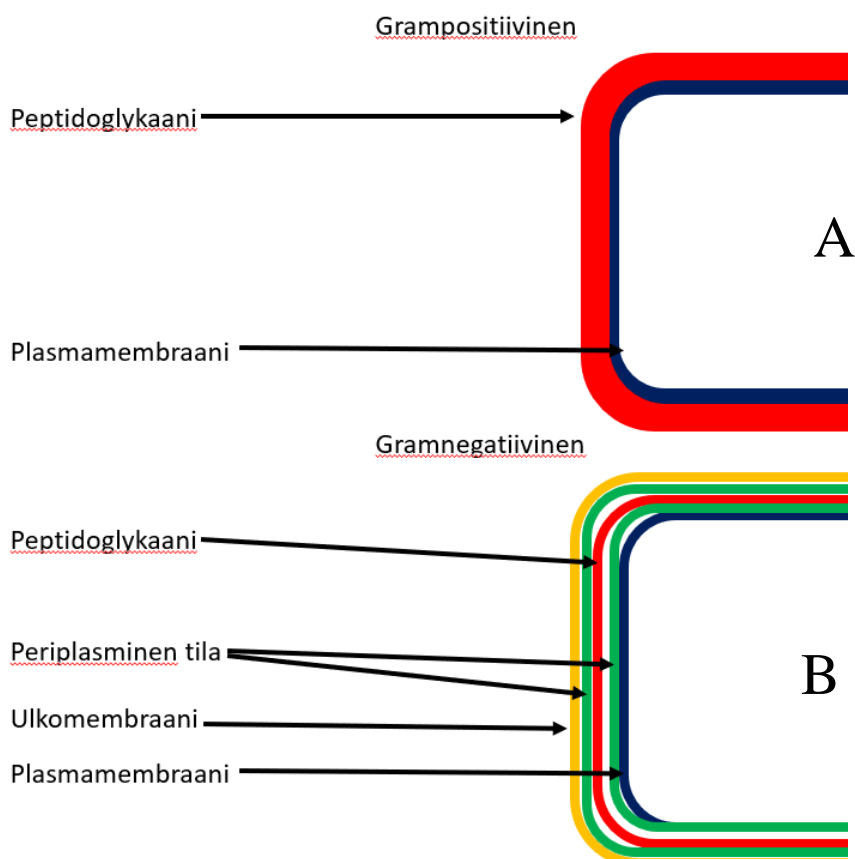 Grampositiivinen
Peptidoglykaani
A
Plasmamembraani
Gramnegatiivinen
Peptidoglykaani
Periplasminen tila
B
Ulkomembraani
Plasmamembraani